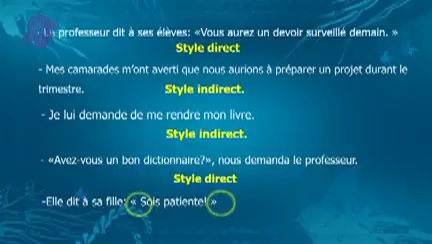 - Le professeur dit à ses élèves: «Vous aurez un devoir surveillé demain. »
Style direct
- Mes camarades m'ont averti que nous aurions à préparer un projet durant le
trimestre. Style indirect.
- Je lui demande de me rendre mon livre.
Style indirect.
- «Avez-vous un bon dictionnaire?», nous demanda le professeur.
Style direct
-Elle dit à sa fille: « Sois patiente! »